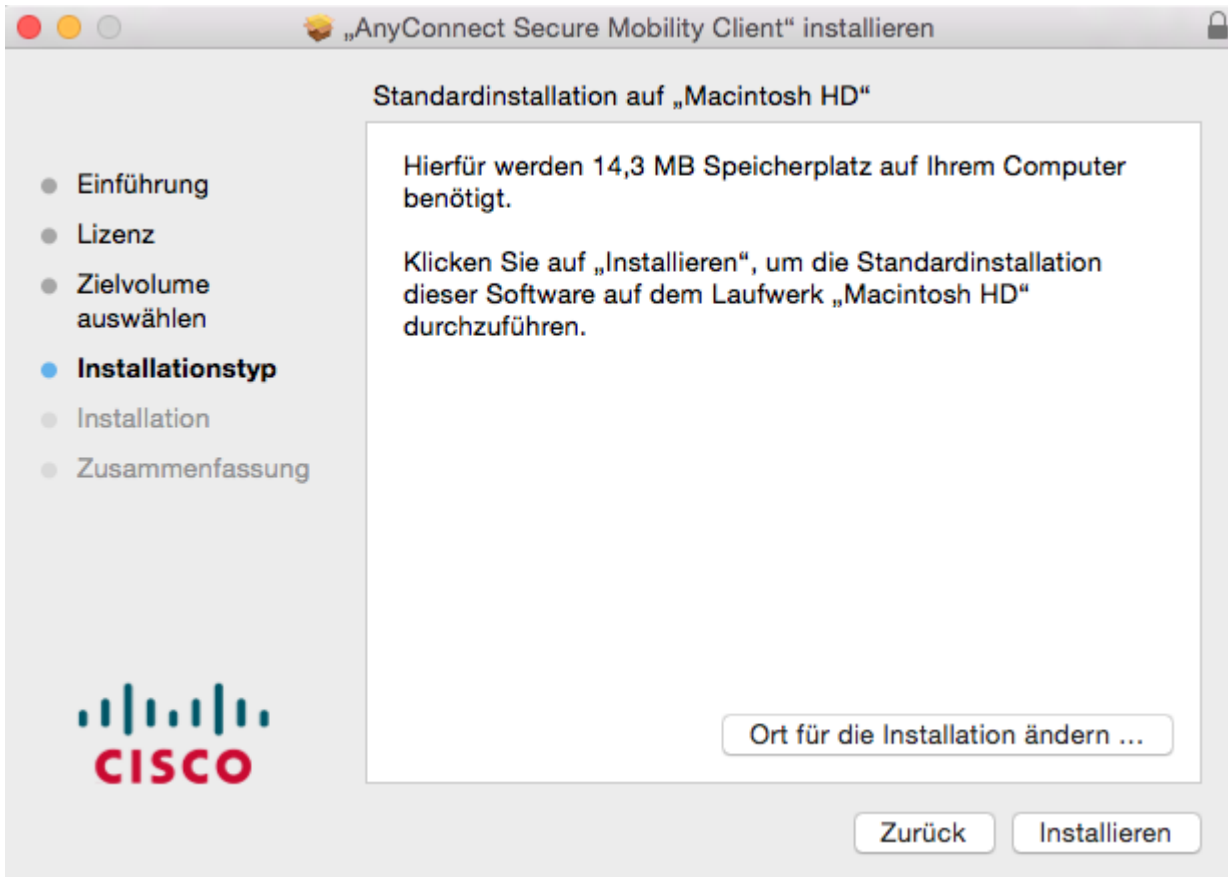 „AnyConnect Secure Mobility Client“ installieren
Standardinstallation auf „Macintosh HD“
Einführung
Lizenz
Zielvolume
auswählen
Installationstyp
Installation
Zusammenfassung
Hierfür werden 14,3 MB Speicherplatz auf Ihrem Computer
benötigt.
Klicken Sie auf „Installieren“, um die Standardinstallation
dieser Software auf dem Laufwerk „Macintosh HD“
durchzuführen.
CISCO
Ort für die Installation ändern ...
Zurück
Installieren